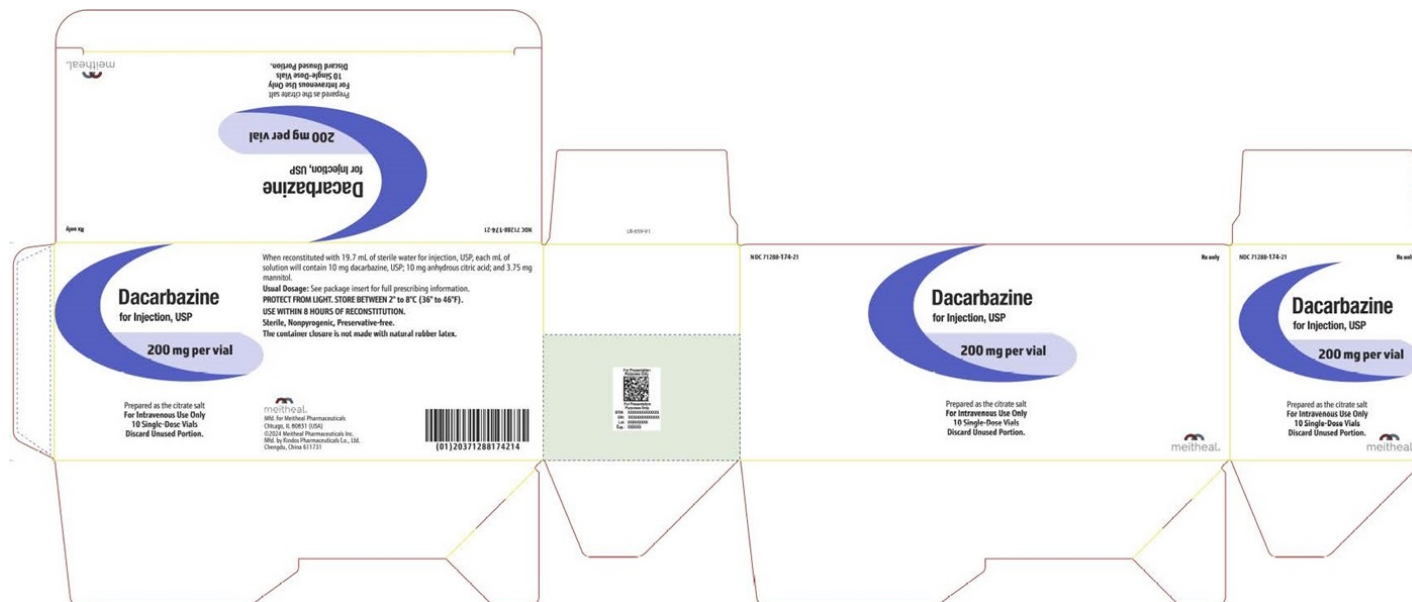 meitheal.
Prepared as the citrate salt
For Intravenous Use Only
10 Single-Dose Vials
Discard Unused Portion.
200 mg per vial
Dacarbazine
for Injection, USP
NDC 71288-174-21
Rx only
Dacarbazine
for Injection, USP
200 mg per vial
Prepared as the citrate salt
For Intravenous Use Only
10 Single-Dose Vials
Discard Unused Portion.
When reconstituted with 19.7 mL of sterile water for injection, USP, each mL of
solution will contain 10 mg dacarbazine, USP; 10 mg anhydrous citric acid; and 3.75 mg
mannitol.
Usual Dosage: See package insert for full prescribing information.
PROTECT FROM LIGHT. STORE BETWEEN 2° to 8°C (36° to 46°F).
USE WITHIN 8 HOURS OF RECONSTITUTION.
Sterile, Nonpyrogenic, Preservative-free.
The container closure is not made with natural rubber latex.
meitheal.
Mfd. for Meitheal Pharmaceuticals
Chicago, IL 60631 (USA)
©2024 Meitheal Pharmaceuticals Inc.
Mfd. by Kindos Pharmaceuticals Co., Ltd.
Chengdu, China 611731
(01)20371288174214
For Presentation
Purposes Only
For Presentation
Purposes Only
NDC 71288-174-21
Rx only
Dacarbazine
for Injection, USP
200 mg per vial
Prepared as the citrate salt
For Intravenous Use Only
10 Single-Dose Vials
Discard Unused Portion.
meitheal.
NDC 71288-174-21
Rx only
Dacarbazine
for Injection, USP
200 mg per vial
Prepared as the citrate salt
For Intravenous Use Only
10 Single-Dose Vials
Discard Unused Portion.
meitheal.